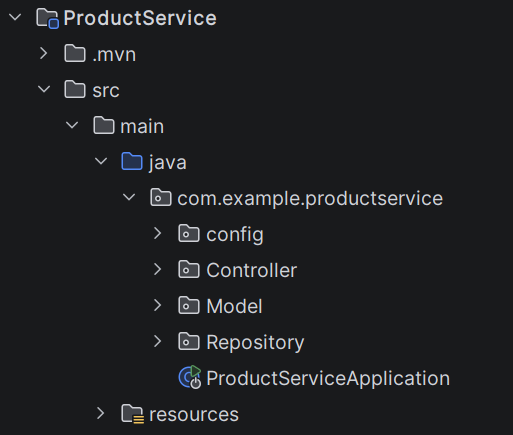 ProductService
.mvn
src
main
java
com.example.productservice
config
Controller
Model
Repository
ProductServiceApplication
resources